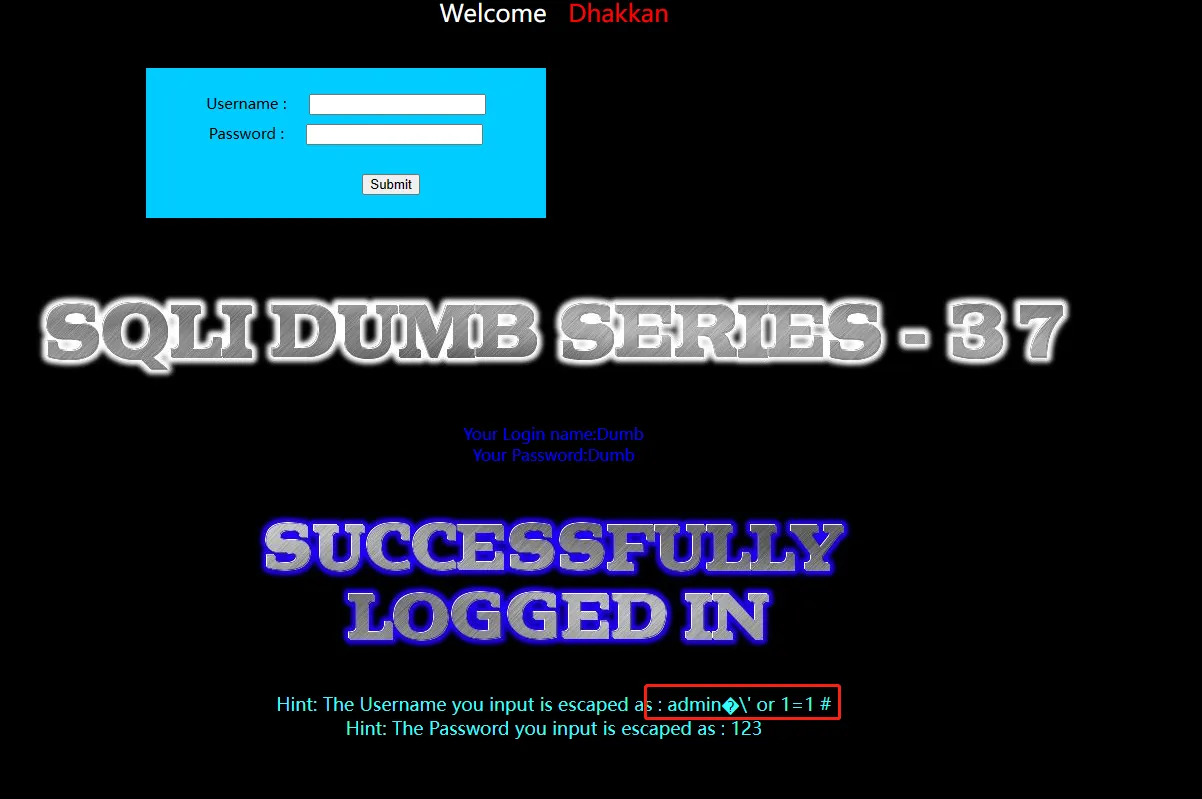 Welcome Dhakkan
Username :
Password :
Submit
SQLI DUMB SERIES - 37
Your Login name:Dumb
Your Password:Dumb
SUCCESSFULLY
LOGGED IN
Hint: The Username you input is escaped as : admin�\' or 1=1 #
Hint: The Password you input is escaped as : 123